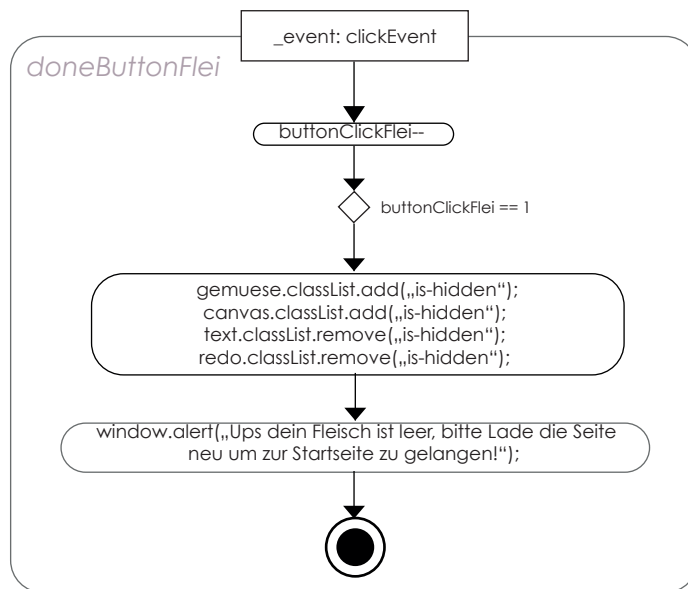 _event: clickEvent
doneButtonFlei
buttonClickFlei--
buttonClickFlei == 1
gemuese.classList.add(„is-hidden“);
canvas.classList.add(„is-hidden“);
text.classList.remove(„is-hidden“);
redo.classList.remove(„is-hidden“);
window.alert(„Ups dein Fleisch ist leer, bitte Lade die Seite
neu um zur Startseite zu gelangen!“);